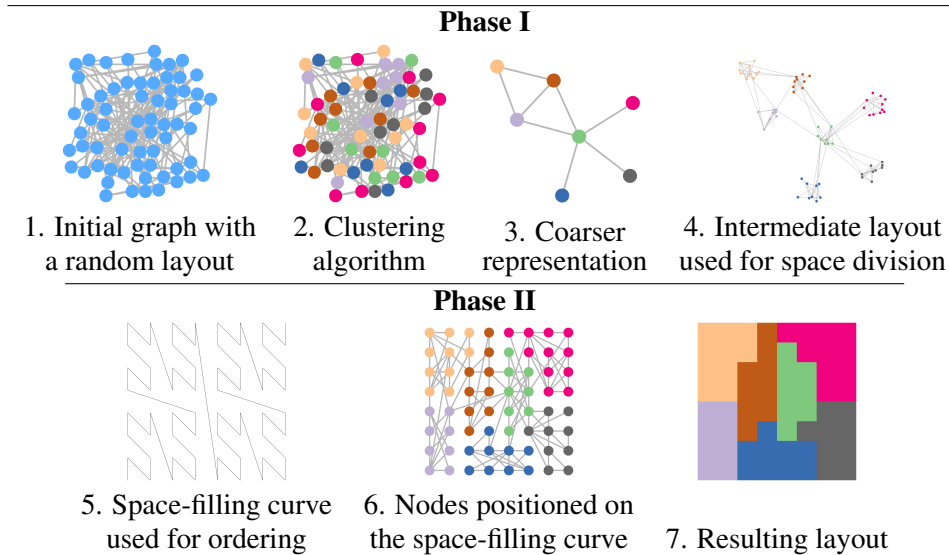 Phase I
1. Initial graph with
a random layout
2. Clustering
algorithm
3. Coarser
representation
4. Intermediate layout
used for space division
Phase II
5. Space-filling curve
used for ordering
6. Nodes positioned on
the space-filling curve
7. Resulting layout